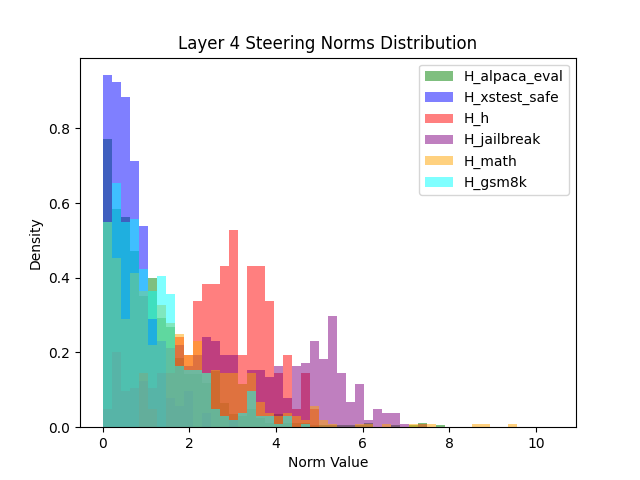 Layer 4 Steering Norms Distribution
H_alpaca_eval
H_xstest_safe
H_h
H_jailbreak
H_math
H_gsm8k
Density
0.8
0.6
0.4
0.2
0.0
0 2 4 6 8 10
Norm Value